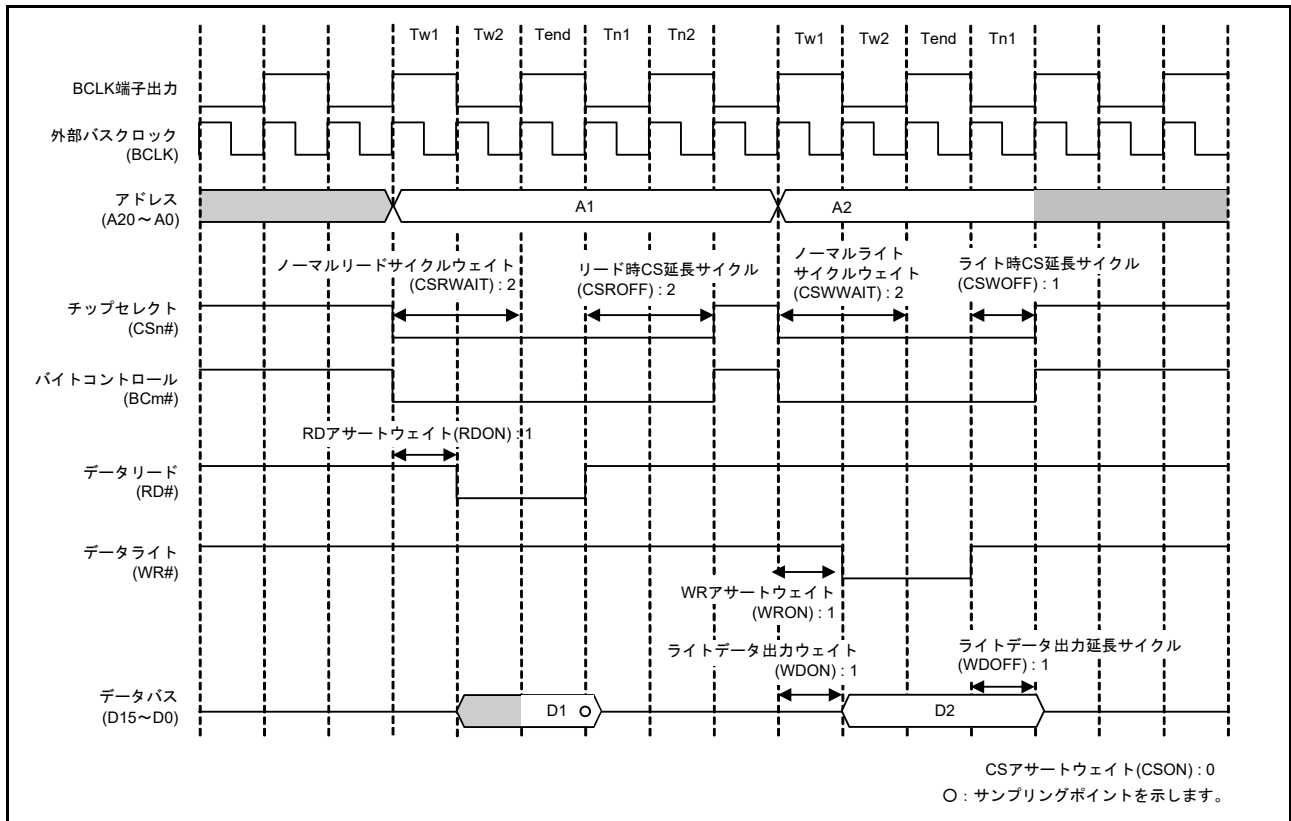 Tw1 Tw2 Tend Tn1 Tn2 Tw1 Tw2 Tend Tn1
BCLK端子出力
外部バスクロック
(BCLK)
アドレス
(A20~A0)
A1 A2
ノーマルリードサイクルウェイト
(CSRWAIT) : 2
リード時CS延長サイクル
(CSROFF) : 2
ノーマルライト
サイクルウェイト
(CSWWAIT) : 2
ライト時CS延長サイクル
(CSWOFF) : 1
チップセレクト
(CSn#)
バイトコントロール
(BCm#)
RDアサートウェイト(RDON) : 1
データリード
(RD#)
データライト
(WR#)
WRアサートウェイト
(WRON) : 1
ライトデータ出力ウェイト
(WDON) : 1
ライトデータ出力延長サイクル
(WDOFF) : 1
データバス
(D15~D0)
D1 D2
CSアサートウェイト(CSON) : 0
○ : サンプリングポイントを示します。